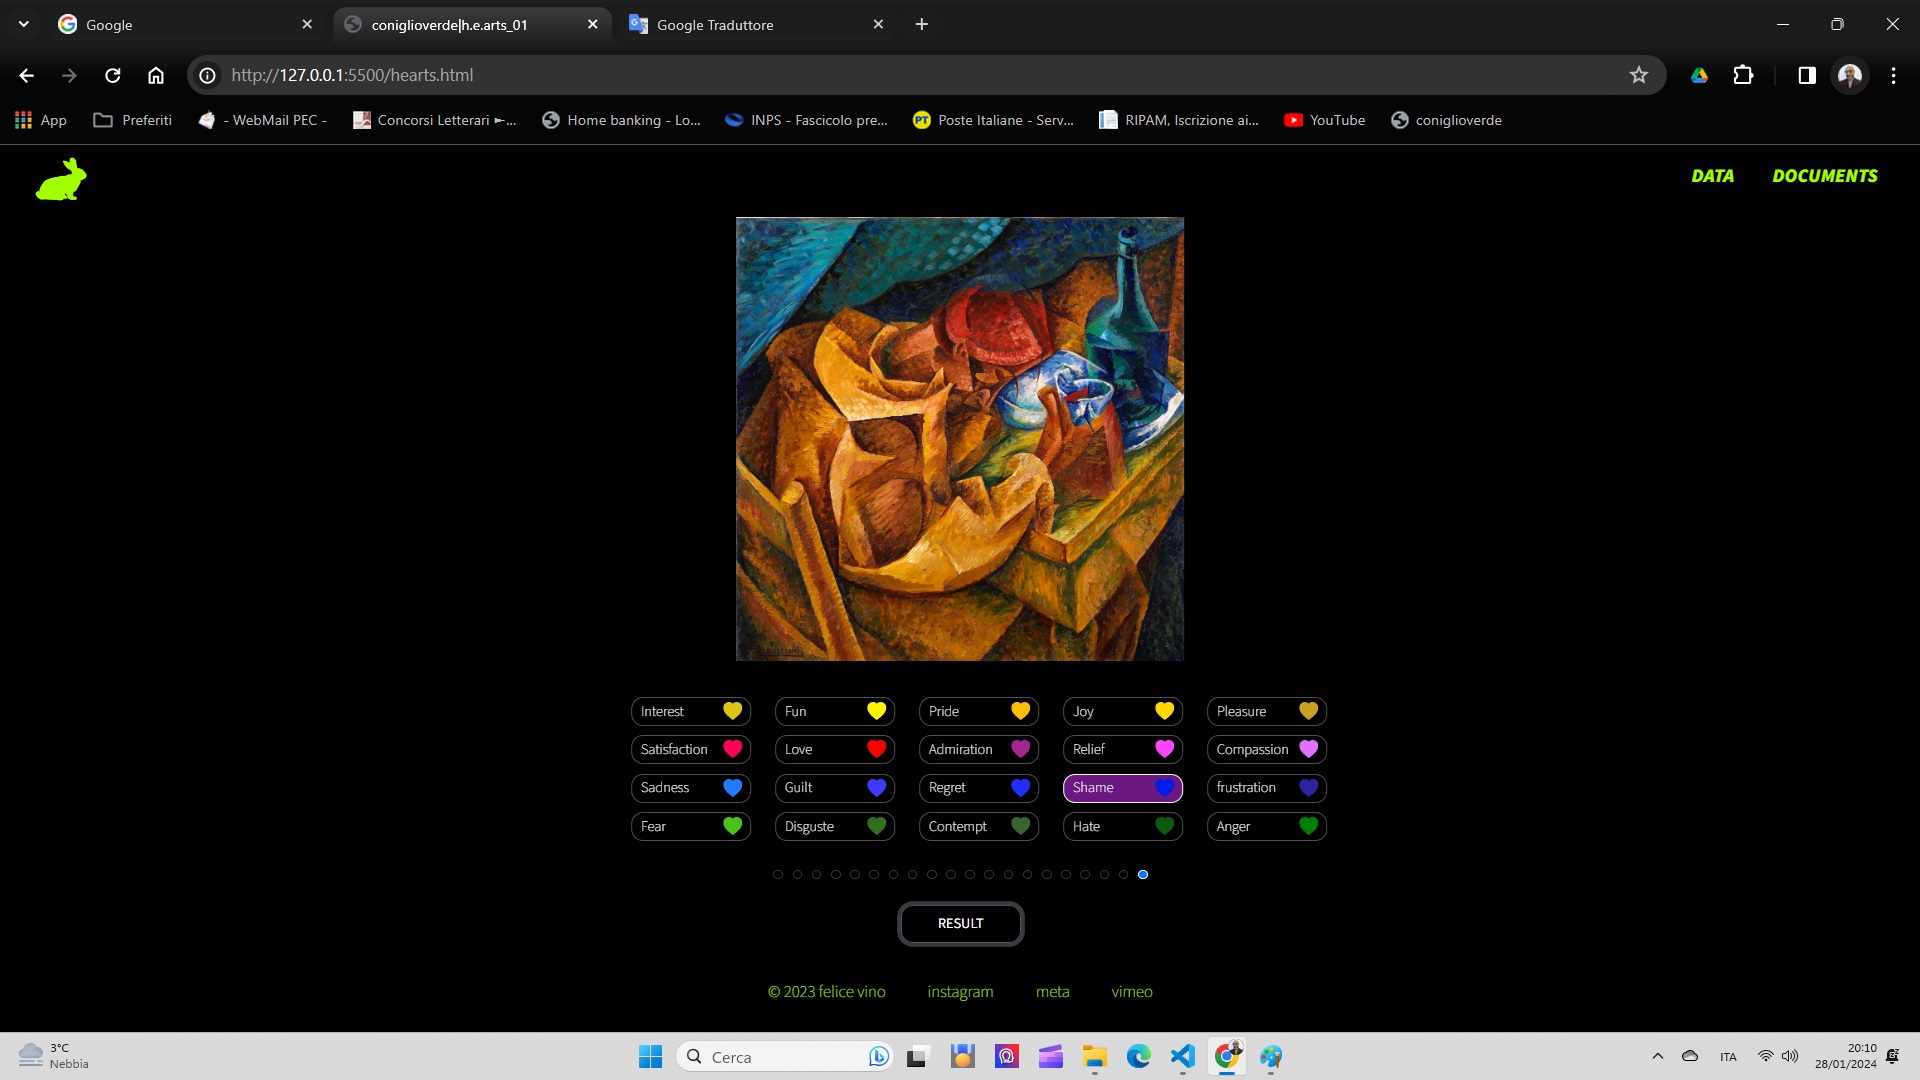 Google
coniglioverde|h.e.arts_01
Google Traduttore
http://127.0.0.1:5500/hearts.html
App
Preferiti
- WebMail PEC -
Concorsi Letterari ►-...
Home banking - Lo...
INPS - Fascicolo pre...
Poste Italiane - Serv...
RIPAM, Iscrizione ai...
YouTube
coniglioverde
DATA DOCUMENTS
Interest Fun Pride Joy Pleasure
Satisfaction Love Admiration Relief Compassion
Sadness Guilt Regret Shame frustration
Fear Disguste Contempt Hate Anger
RESULT
© 2023 felice vino instagram meta vimeo
3°C
Nebbia
Cerca
ITA
20:10
28/01/2024